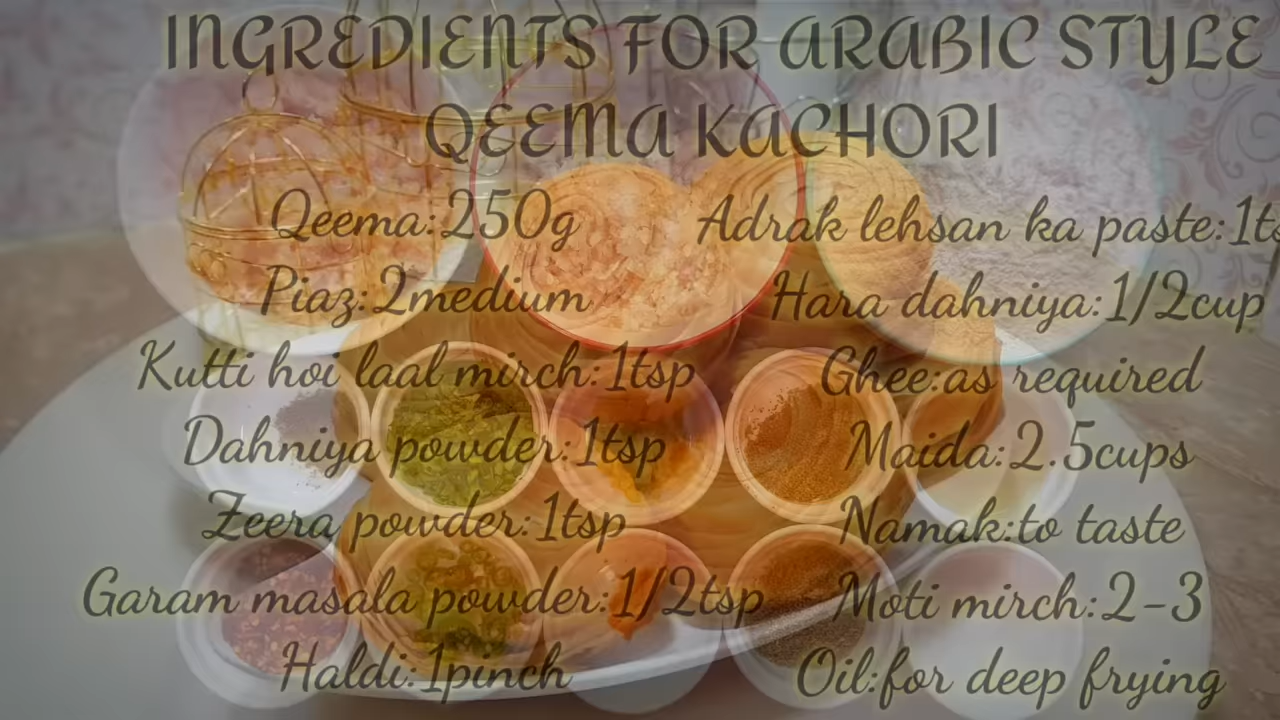 INGREDIENTS FOR ARABIC STYLE
QEEMA KACHORI
Qeema:250g
Piaz:2medium
Kutti hoi laal mirch:1tsp
Dahniya powder:1tsp
Zeera powder:1tsp
Garam masala powder:1/2tsp
Haldi:1pinch
Adrak lehsan ka paste:1ts
Hara dahniya:1/2cup
Ghee:as required
Maida:2.5cups
Namak:to taste
Moti mirch:2-3
Oil:for deep frying